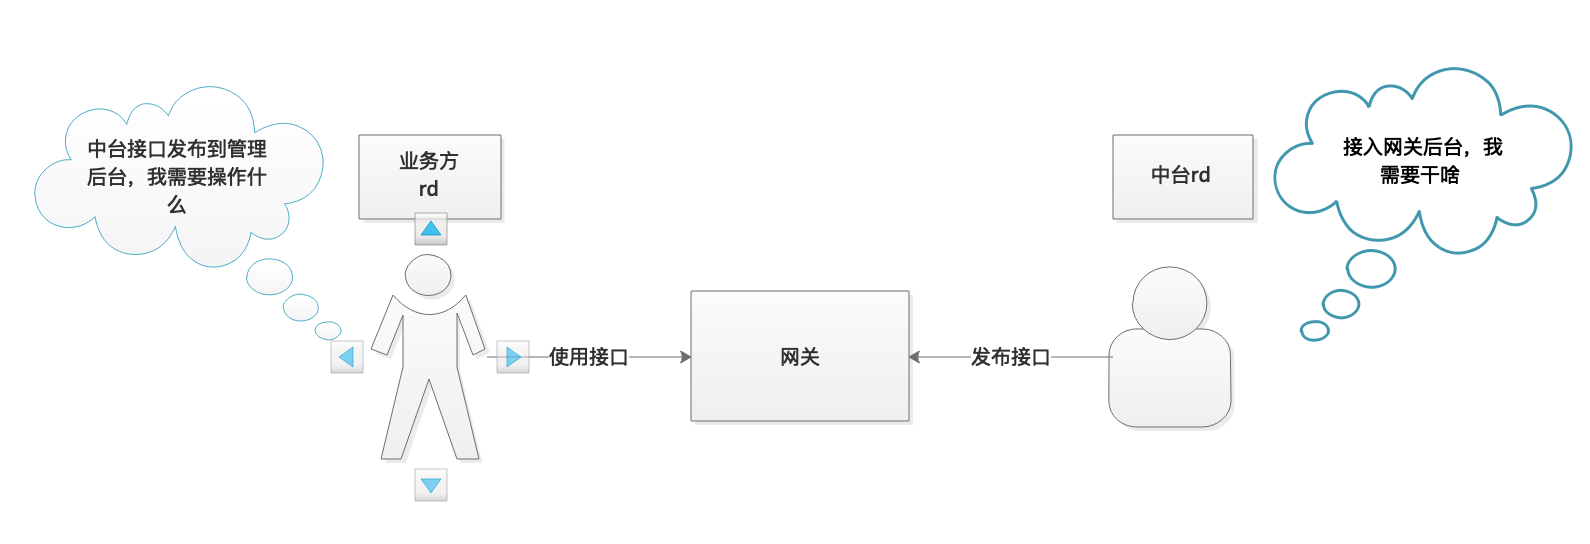 中台接口发布到管理
后台，我需要操作什
么
业务方
rd
使用接口
网关
发布接口
中台rd
接入网关后台，我
需要干啥